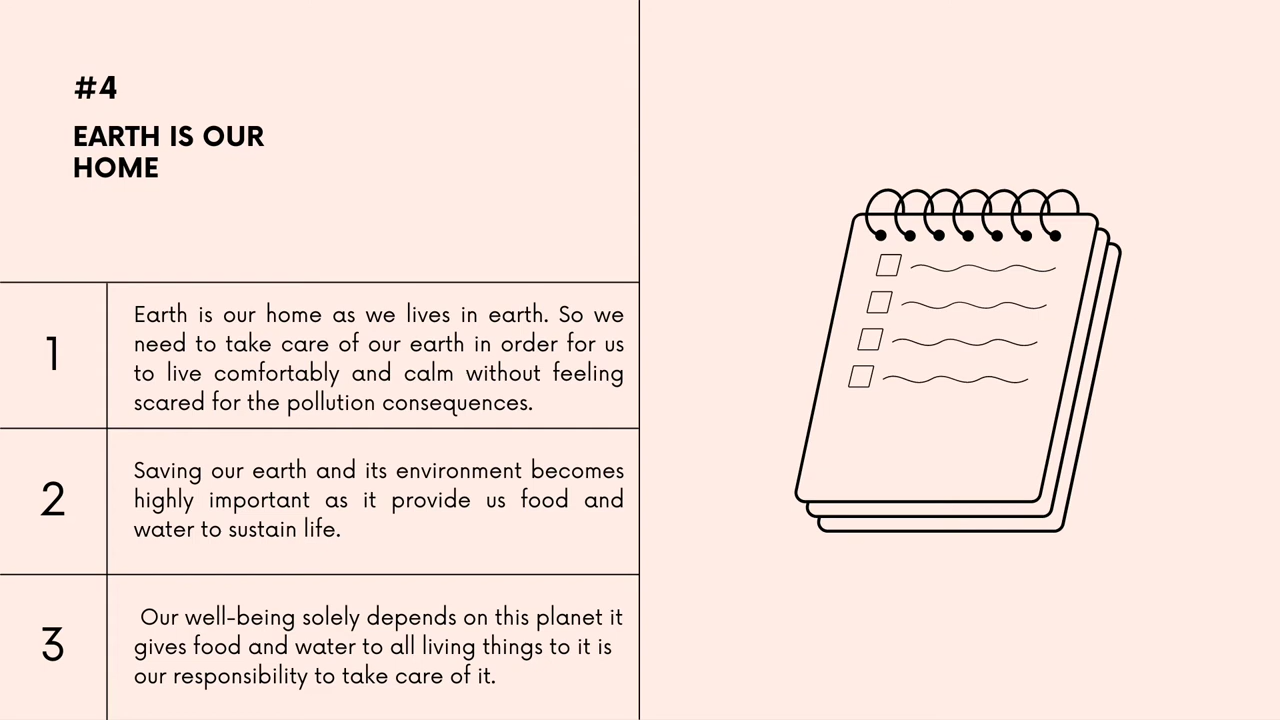 #4
EARTH IS OUR
HOME
1
Earth is our home as we lives in earth. So we
need to take care of our earth in order for us
to live comfortably and calm without feeling
scared for the pollution consequences.
2
Saving our earth and its environment becomes
highly important as it provide us food and
water to sustain life.
3
Our well-being solely depends on this planet it
gives food and water to all living things to it is
our responsibility to take care of it.